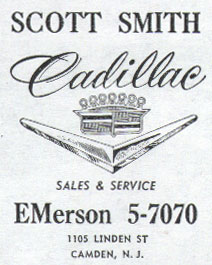 SCOTT SMITH
Cadillac
SALES & SERVICE
EMerson 5-7070
1105 LINDEN ST
CAMDEN, N. J.